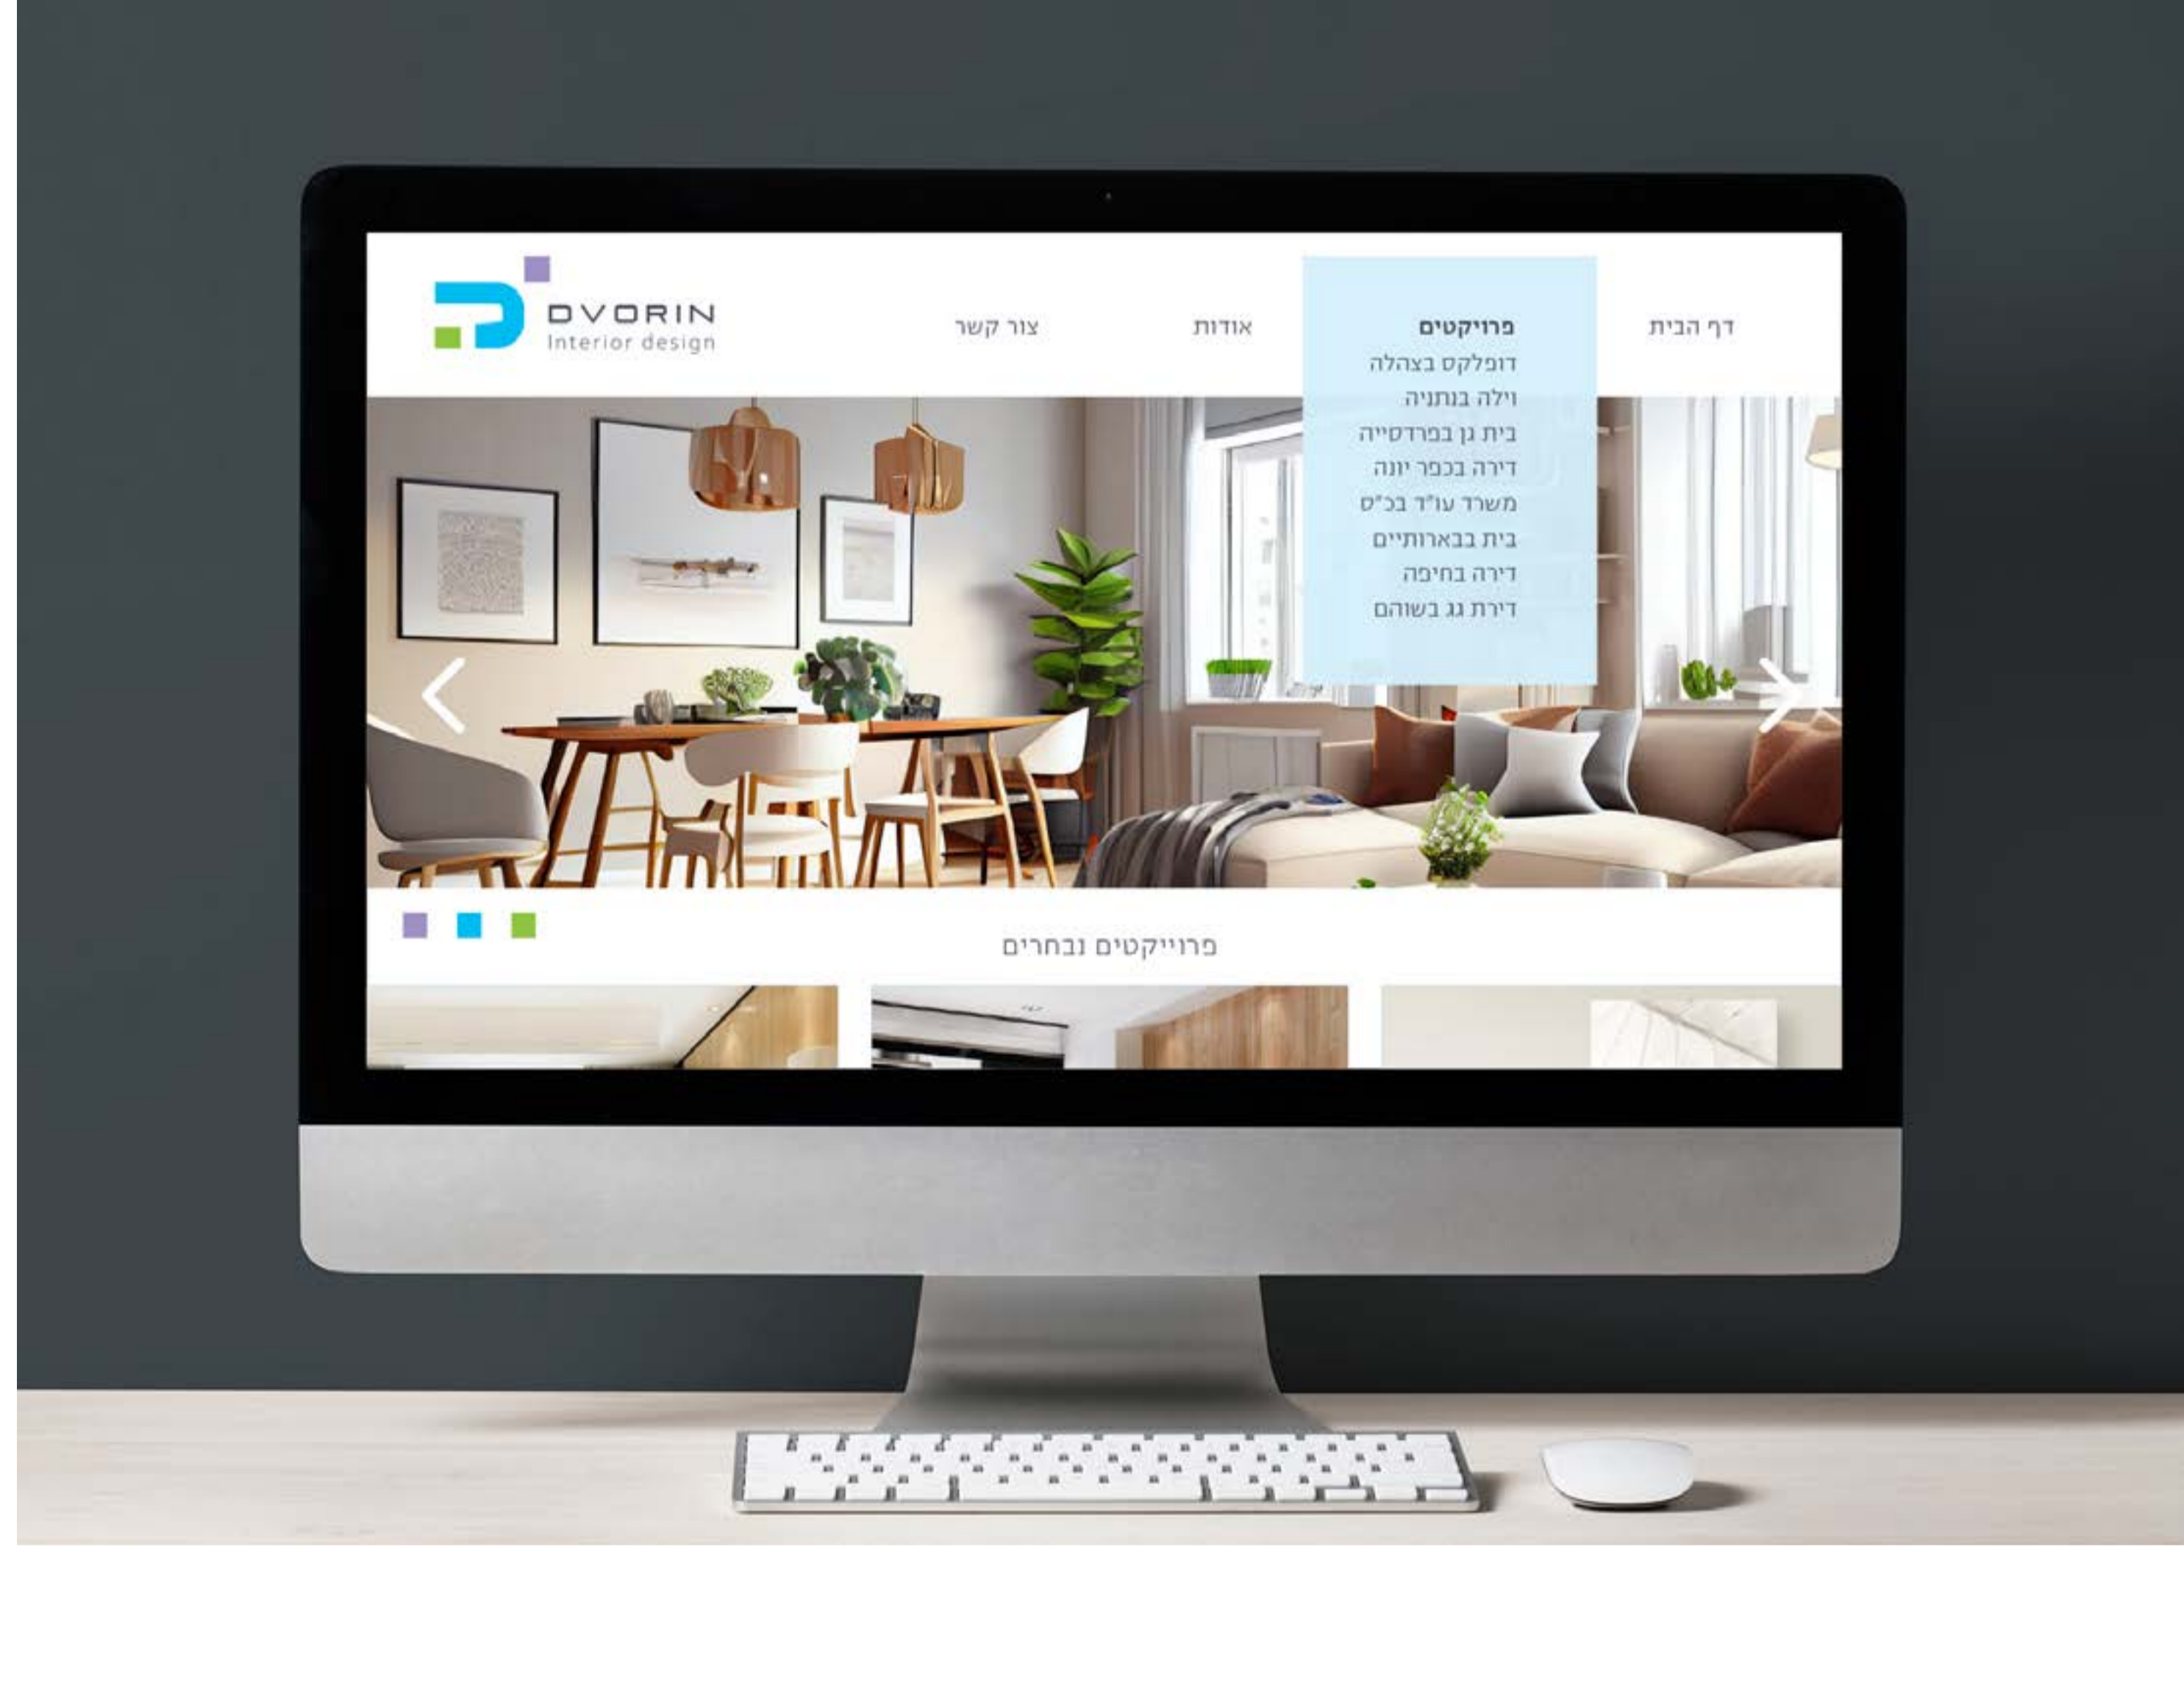 DVORIN
Interior design
דף הבית
פרויקטים
אודות
צור קשר
דופלקס בצהלה
וילה בנתניה
בית גן בפרדסייה
דירה בכפר יונה
משרד עו"ד בכ"ס
בית בבארותיים
דירה בחיפה
דירת גג בשוהם
פרוייקטים נבחרים